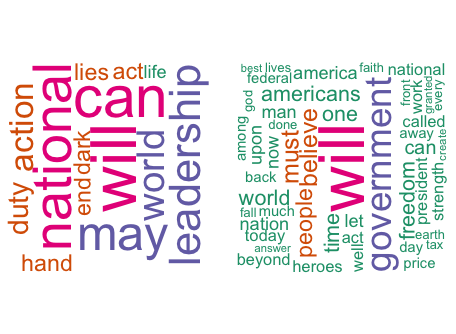 lies act life
can
national
duty action
will
end dark
world
leadership
may
hand
best lives
faith national
federal america
americans
god
man one
among
upon
now
done
must
believe
people
will
government
front
work
granted
every
called
away
can
create
back
world
fall much
nation
today
answer
beyond
heroes
time
let
act
well
freedom
president
strength
earth
day tax
price